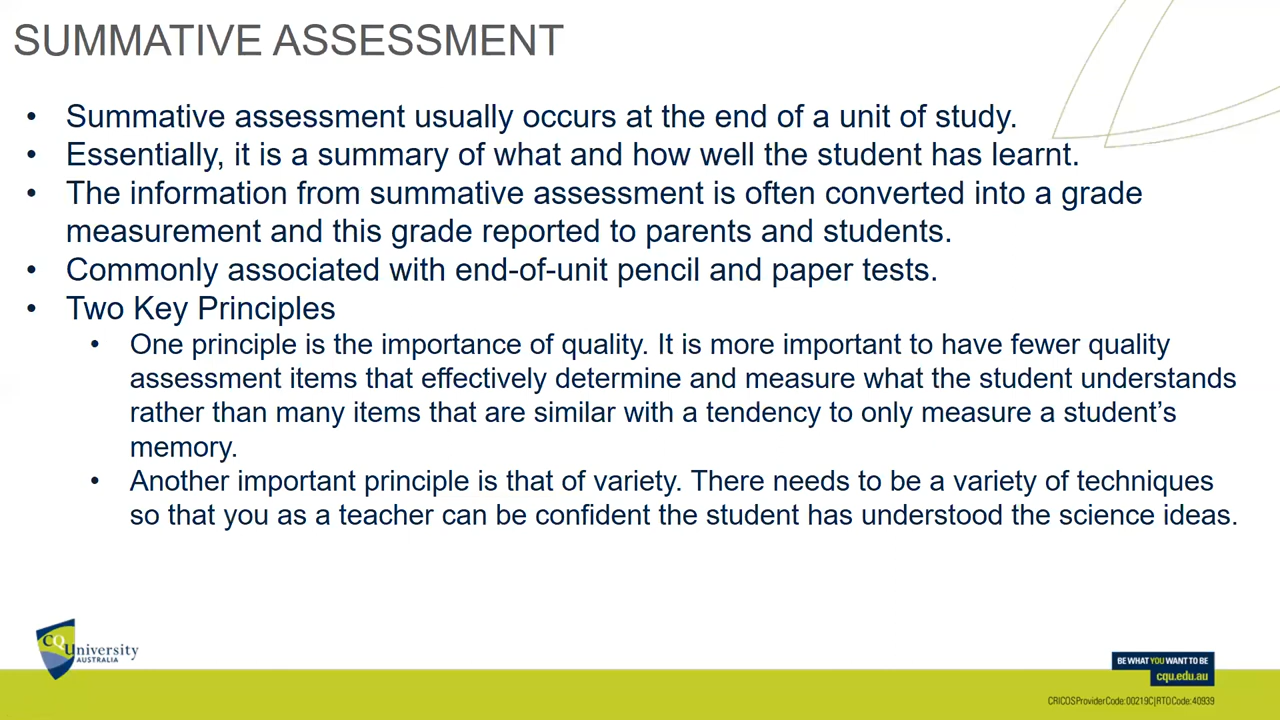 SUMMATIVE ASSESSMENT
• Summative assessment usually occurs at the end of a unit of study.
• Essentially, it is a summary of what and how well the student has learnt.
• The information from summative assessment is often converted into a grade
measurement and this grade reported to parents and students.
• Commonly associated with end-of-unit pencil and paper tests.
• Two Key Principles
• One principle is the importance of quality. It is more important to have fewer quality
assessment items that effectively determine and measure what the student understands
rather than many items that are similar with a tendency to only measure a student’s
memory.
• Another important principle is that of variety. There needs to be a variety of techniques
so that you as a teacher can be confident the student has understood the science ideas.
CQUniversity
AUSTRALIA
BE WHAT YOU WANT TO BE
cqu.edu.au
CRICOS Provider Code: 00219C | RTO Code: 40939